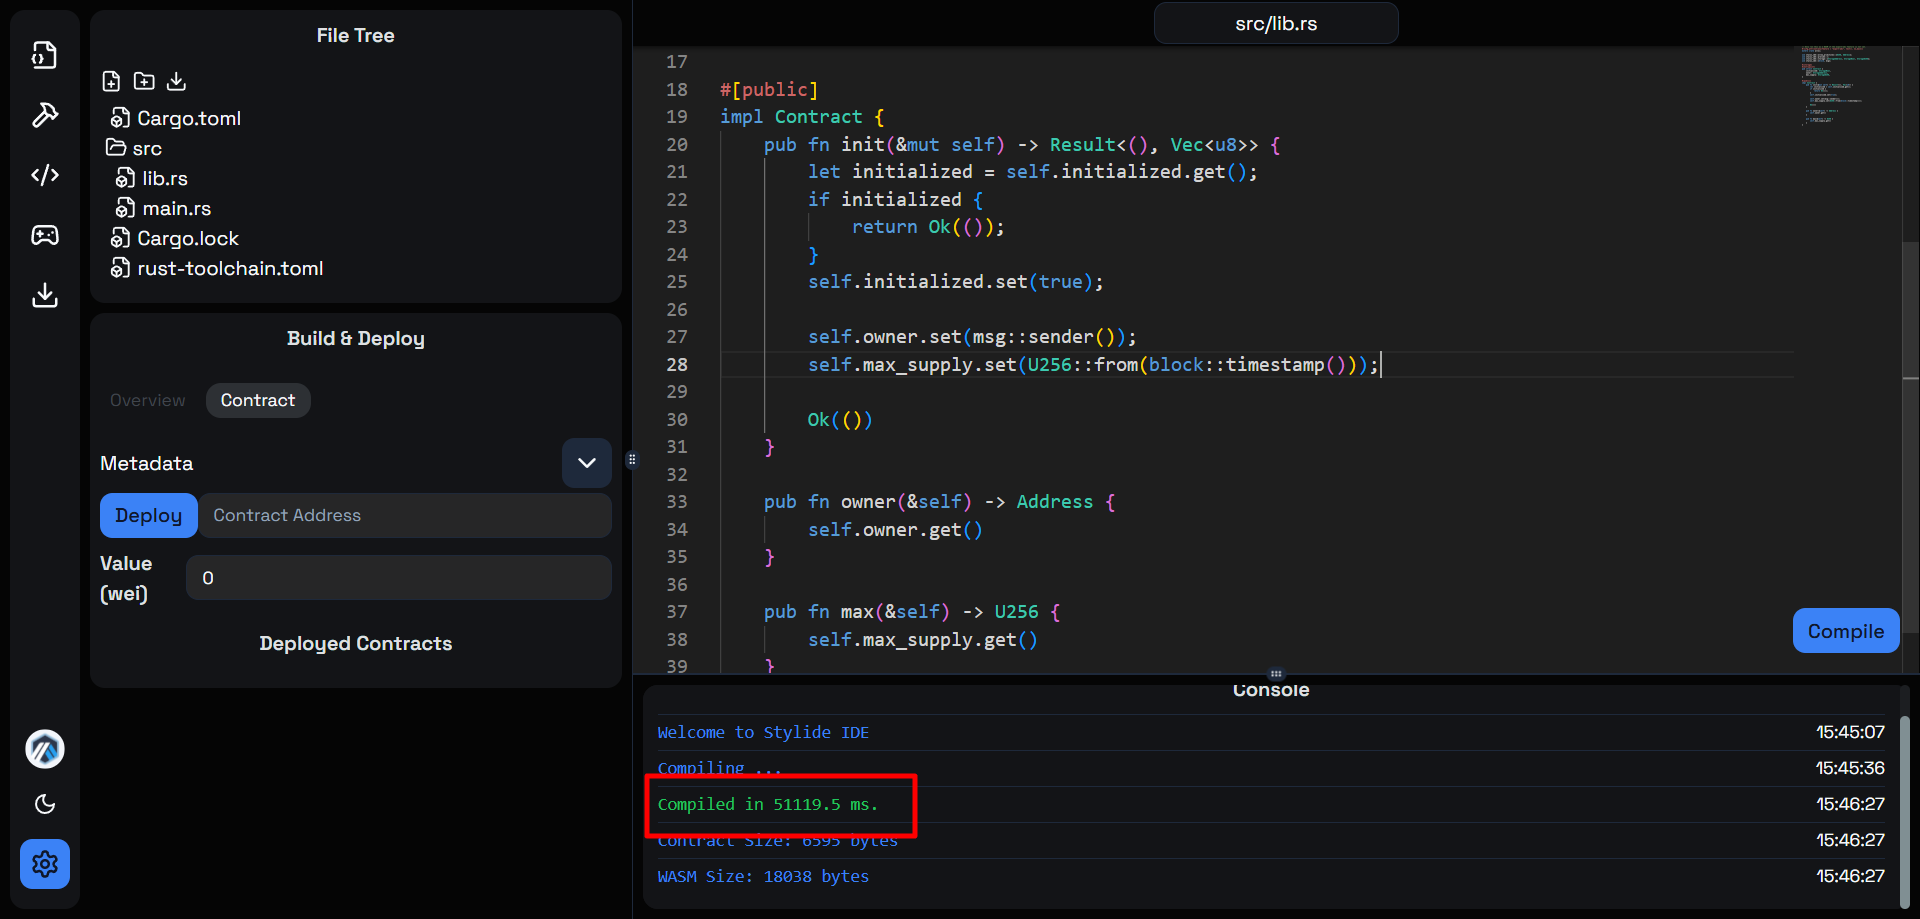 File Tree
Cargo.toml
src
lib.rs
main.rs
Cargo.lock
rust-toolchain.toml
Build & Deploy
Overview
Contract
Metadata
Deploy
Contract Address
Value
(wei)
0
Deployed Contracts
src/lib.rs
17
18 #[public]
19 impl Contract {
20     pub fn init(&mut self) -> Result<(), Vec<u8>> {
21         let initialized = self.initialized.get();
22         if initialized {
23             return Ok(());
24         }
25         self.initialized.set(true);
26
27         self.owner.set(msg::sender());
28         self.max_supply.set(U256::from(block::timestamp()));
29
30         Ok(())
31     }
32
33     pub fn owner(&self) -> Address {
34         self.owner.get()
35     }
36
37     pub fn max(&self) -> U256 {
38         self.max_supply.get()
39     }
Compile
Console
Welcome to Stylide IDE 15:45:07
Compiling ... 15:45:36
Compiled in 51119.5 ms. 15:46:27
Contract Size: 6595 bytes 15:46:27
WASM Size: 18038 bytes 15:46:27